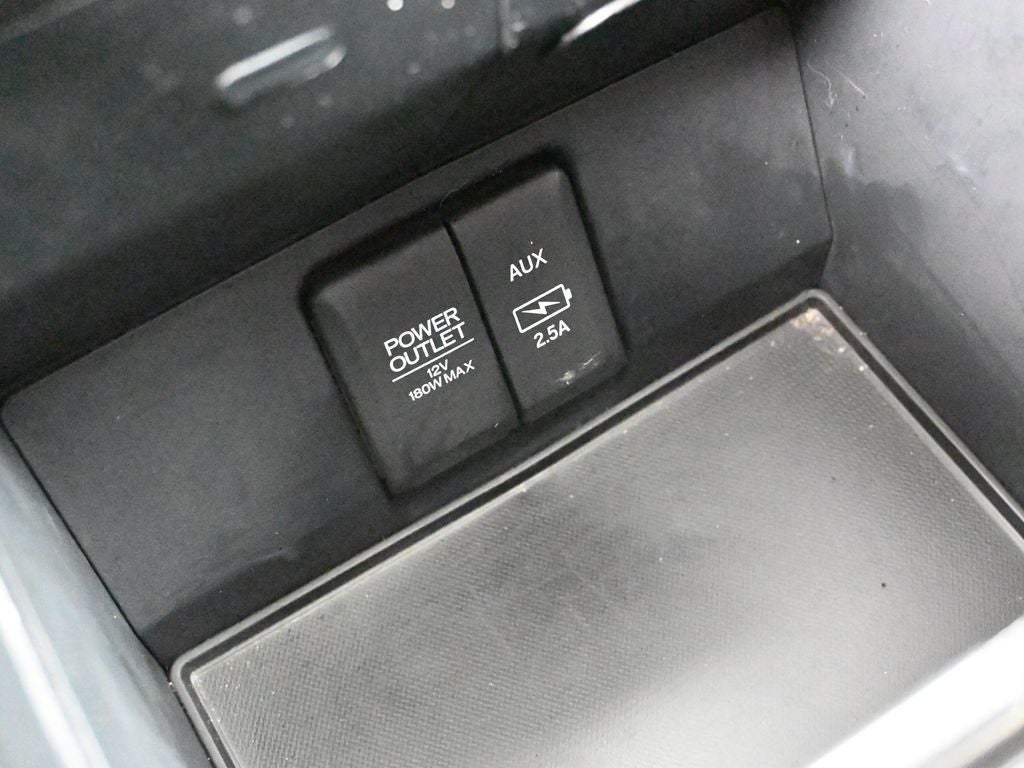 POWER
OUTLET
12V
180W MAX
AUX
2.5A